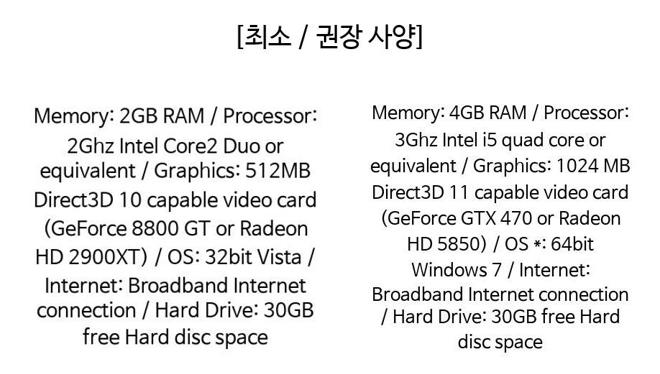 [최소 / 권장 사양]
Memory: 2GB RAM / Processor:
2Ghz Intel Core2 Duo or
equivalent / Graphics: 512MB
Direct3D 10 capable video card
(GeForce 8800 GT or Radeon
HD 2900XT) / OS: 32bit Vista /
Internet: Broadband Internet
connection / Hard Drive: 30GB
free Hard disc space
Memory: 4GB RAM / Processor:
3Ghz Intel i5 quad core or
equivalent / Graphics: 1024 MB
Direct3D 11 capable video card
(GeForce GTX 470 or Radeon
HD 5850) / OS *: 64bit
Windows 7 / Internet:
Broadband Internet connection
/ Hard Drive: 30GB free Hard
disc space